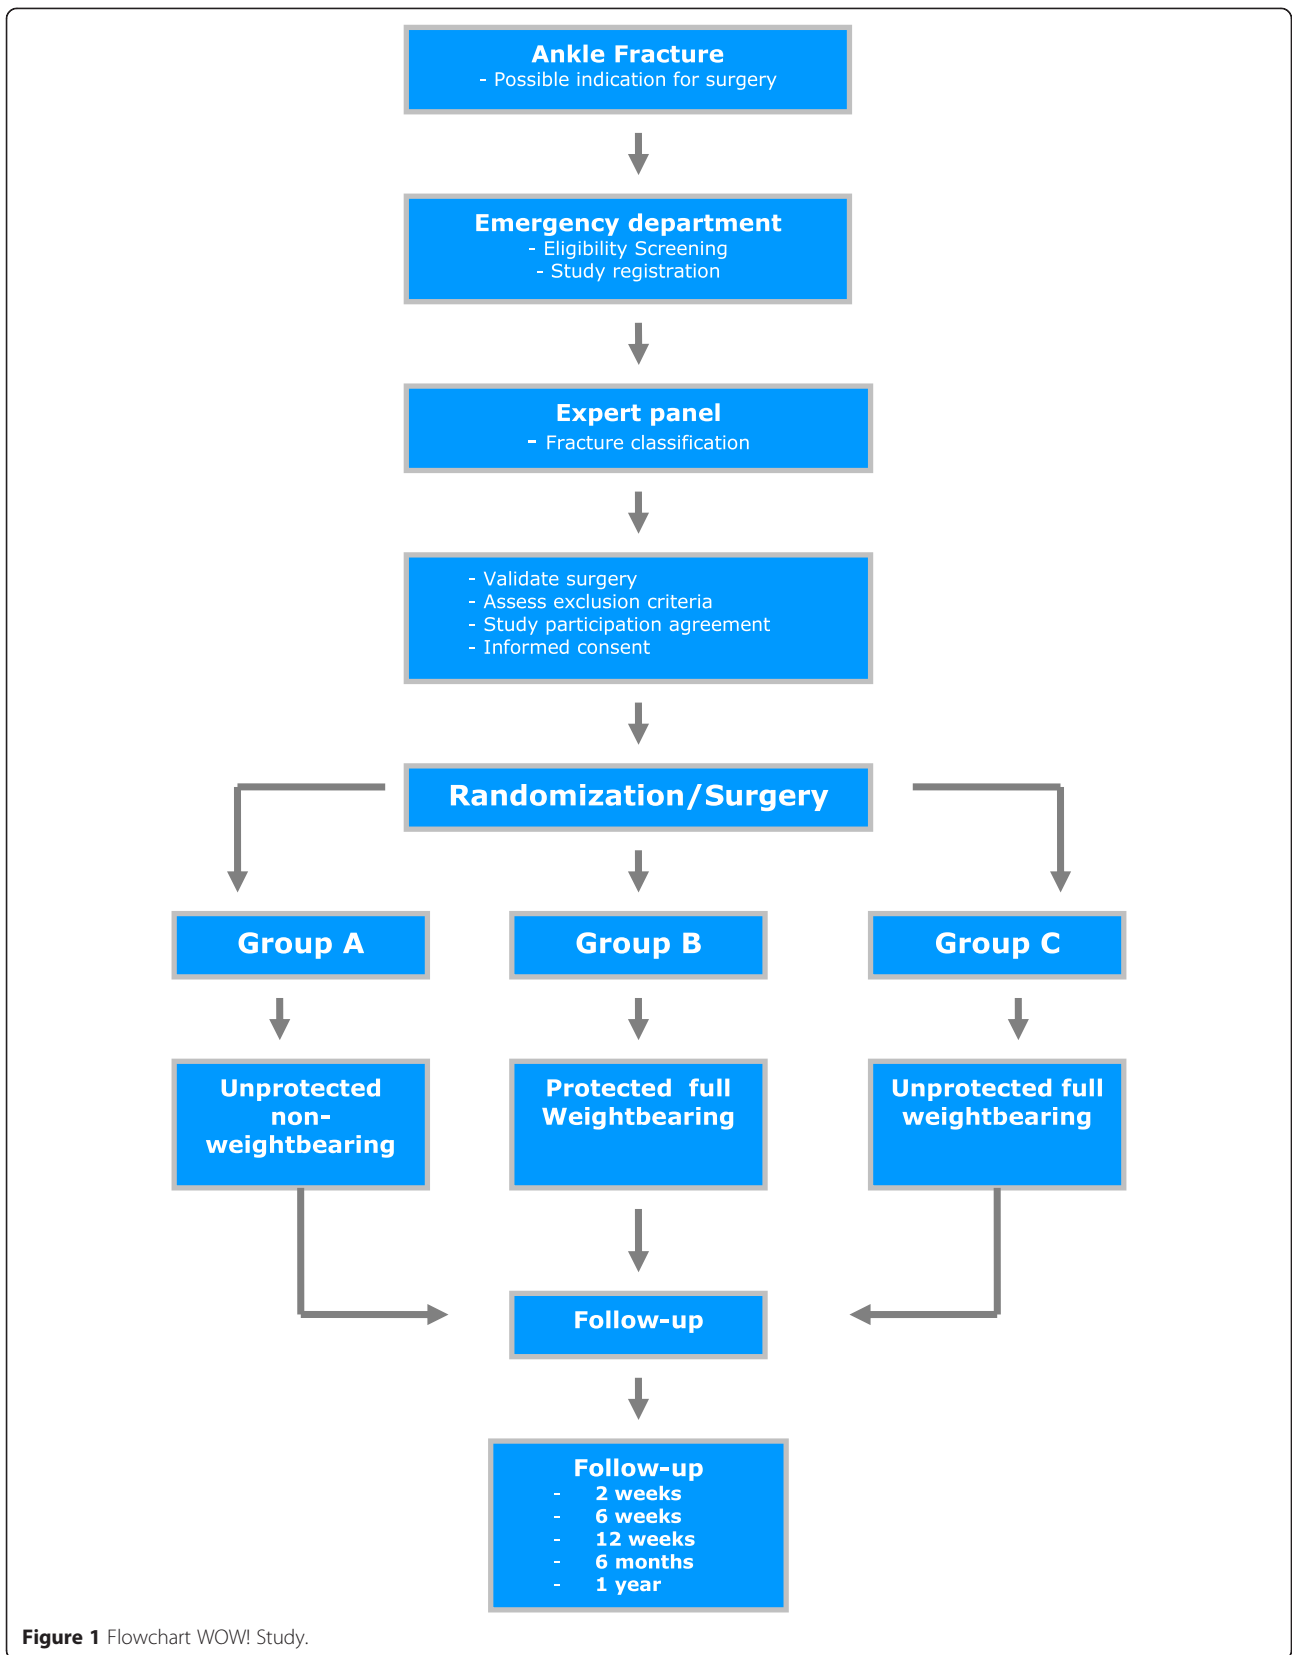 Ankle Fracture
- Possible indication for surgery
Emergency department
- Eligibility Screening
- Study registration
Expert panel
- Fracture classification
- Validate surgery
- Assess exclusion criteria
- Study participation agreement
- Informed consent
Randomization/Surgery
Group A
Group B
Group C
Unprotected
non-
weightbearing
Protected full
Weightbearing
Unprotected full
weightbearing
Follow-up
Follow-up
- 2 weeks
- 6 weeks
- 12 weeks
- 6 months
- 1 year
Figure 1 Flowchart WOW! Study.